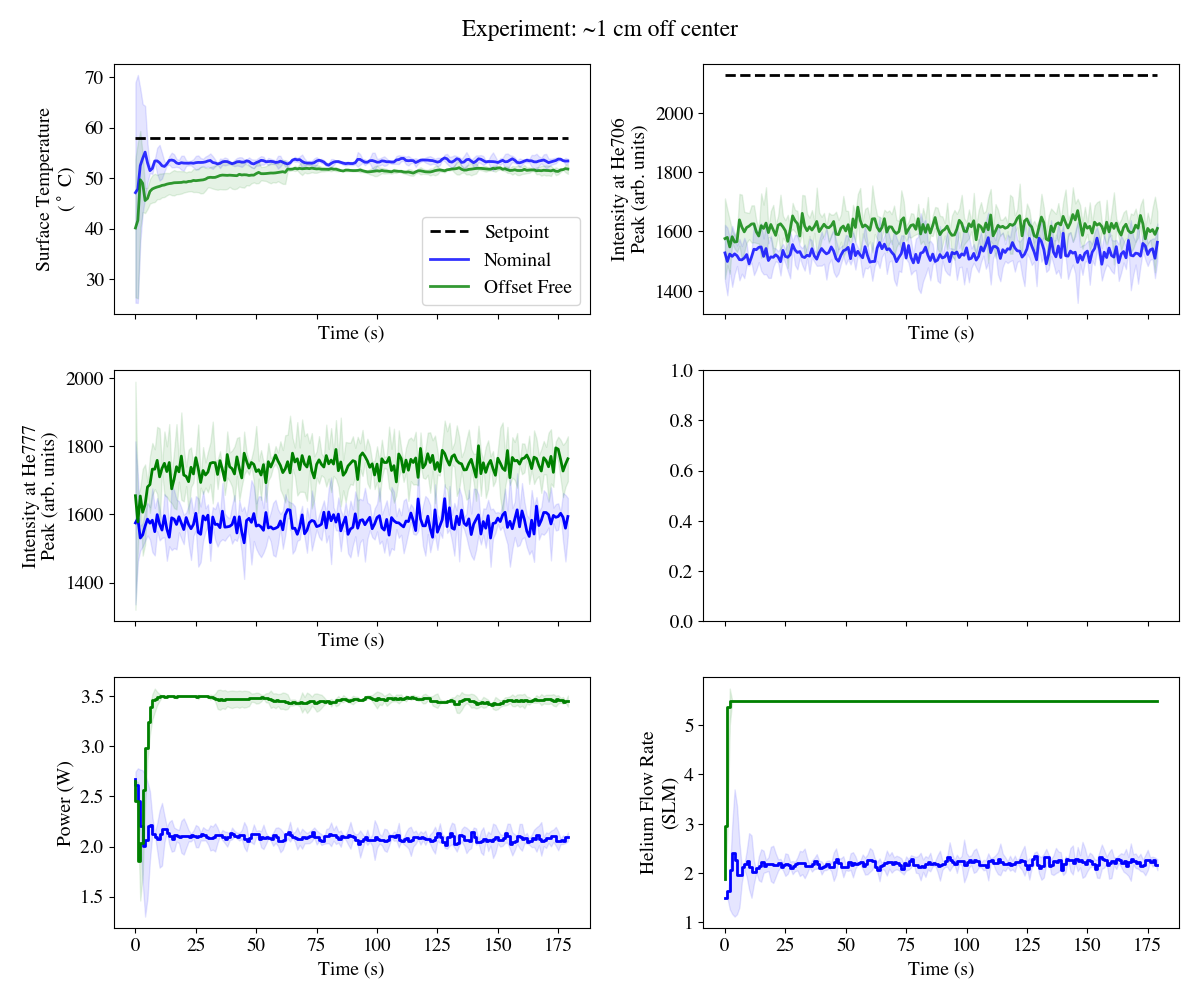 Experiment: ~1 cm off center
Surface Temperature
(° C)
70
60
50
40
30
Setpoint
Nominal
Offset Free
Time (s)
Intensity at He706
Peak (arb. units)
2000
1800
1600
1400
Time (s)
Intensity at He777
Peak (arb. units)
2000
1800
1600
1400
Time (s)
1.0
0.8
0.6
0.4
0.2
0.0
Power (W)
3.5
3.0
2.5
2.0
1.5
0 25 50 75 100 125 150 175
Time (s)
Helium Flow Rate
(SLM)
5
4
3
2
1
0 25 50 75 100 125 150 175
Time (s)